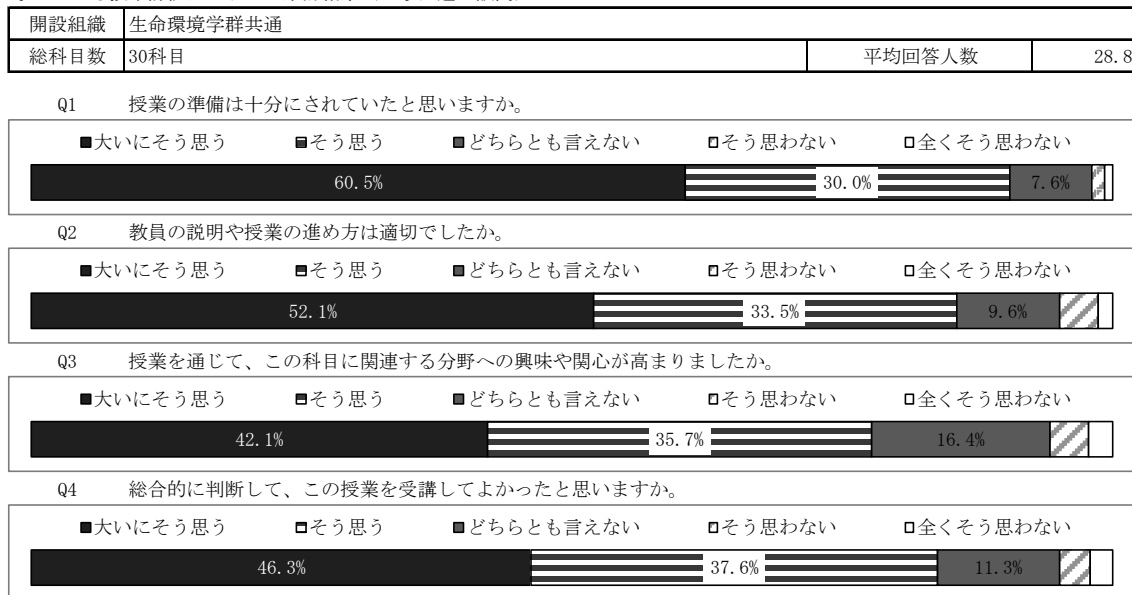 開設組織 生命環境学群共通
総科目数 30科目 平均回答人数 28.8
Q1 授業の準備は十分にされていたと思いますか。
■大いにそう思う ■そう思う ■どちらとも言えない □そう思わない □全くそう思わない
60.5% 30.0% 7.6%
Q2 教員の説明や授業の進め方は適切でしたか。
■大いにそう思う ■そう思う ■どちらとも言えない □そう思わない □全くそう思わない
52.1% 33.5% 9.6%
Q3 授業を通じて、この科目に関連する分野への興味や関心が高まりましたか。
■大いにそう思う ■そう思う ■どちらとも言えない □そう思わない □全くそう思わない
42.1% 35.7% 16.4%
Q4 総合的に判断して、この授業を受講してよかったと思いますか。
■大いにそう思う □そう思う ■どちらとも言えない □そう思わない □全くそう思わない
46.3% 37.6% 11.3%